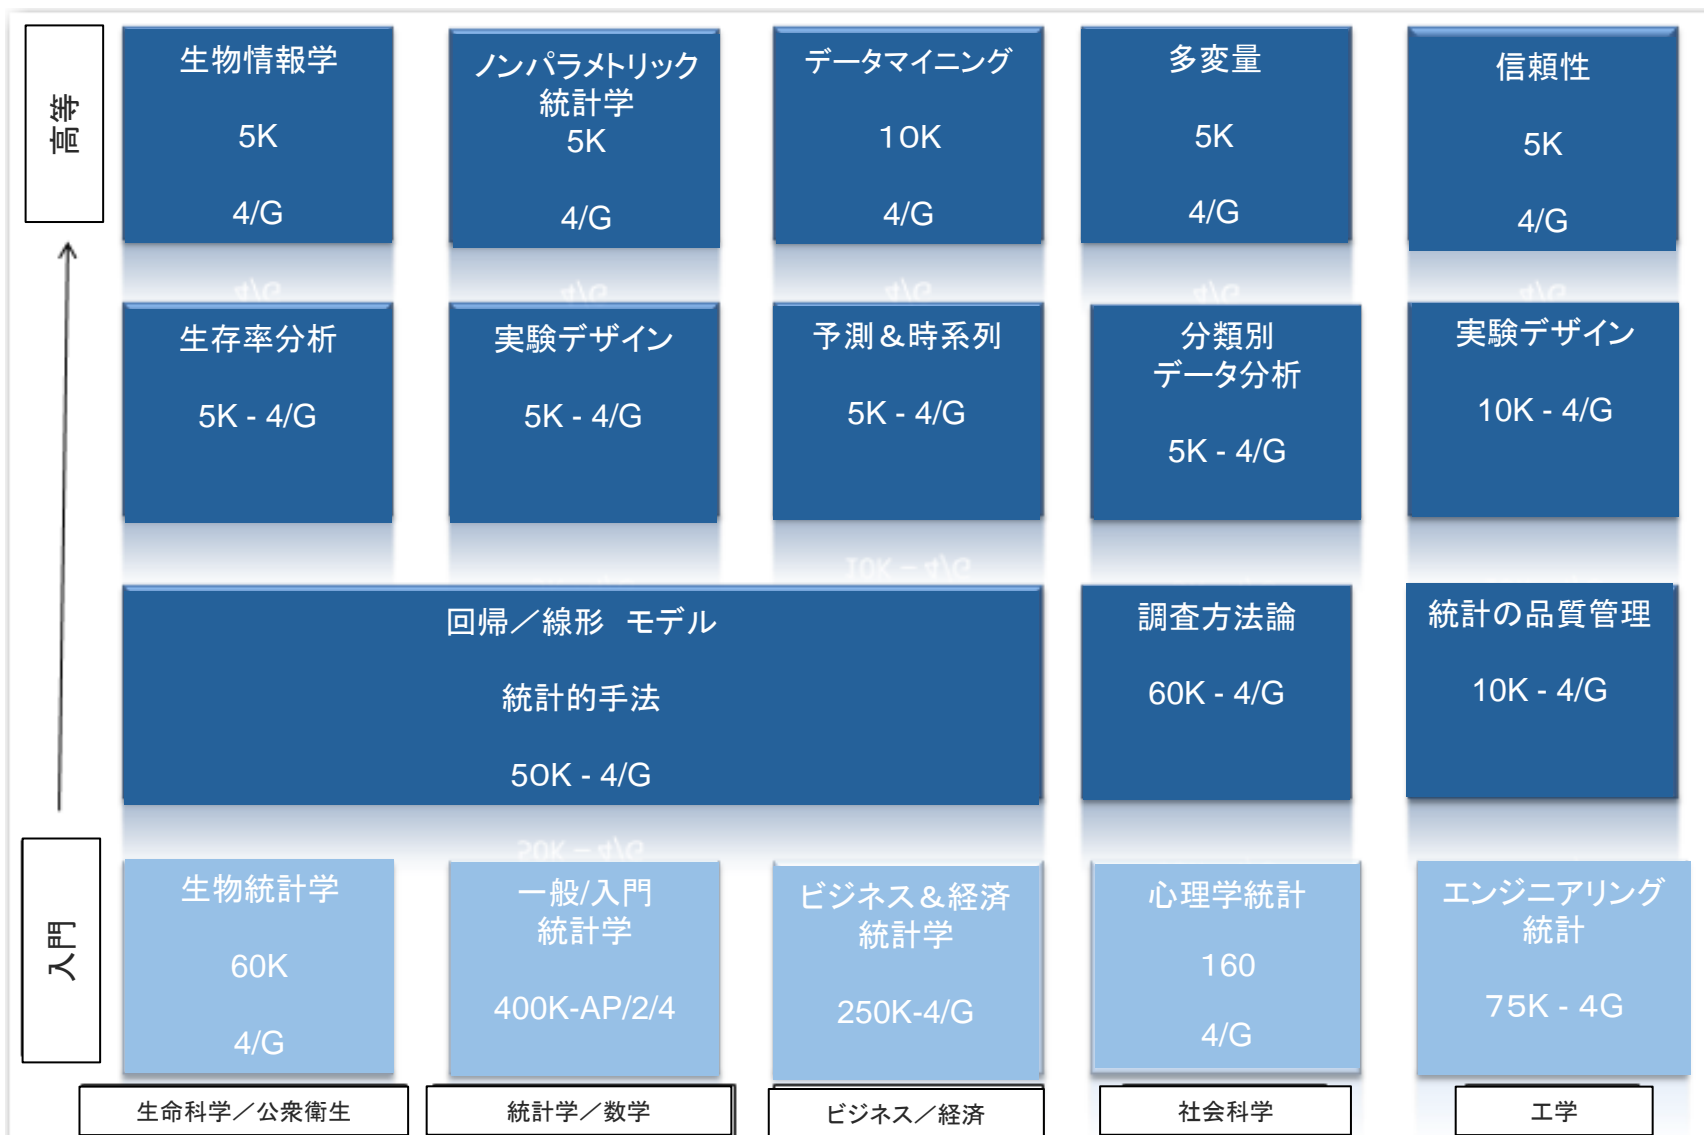 高等
生物情報学
5K
4/G
ノンパラメトリック
統計学
5K
4/G
データマイニング
10K
4/G
多変量
5K
4/G
信頼性
5K
4/G
生存率分析
5K - 4/G
実験デザイン
5K - 4/G
予測＆時系列
5K - 4/G
分類別
データ分析
5K - 4/G
実験デザイン
10K - 4/G
回帰／線形　モデル
統計的手法
50K - 4/G
調査方法論
60K - 4/G
統計の品質管理
10K - 4/G
入門
生物統計学
60K
4/G
一般/入門
統計学
400K-AP/2/4
ビジネス＆経済
統計学
250K-4/G
心理学統計
160
4/G
エンジニアリング
統計
75K - 4G
生命科学／公衆衛生
統計学／数学
ビジネス／経済
社会科学
工学